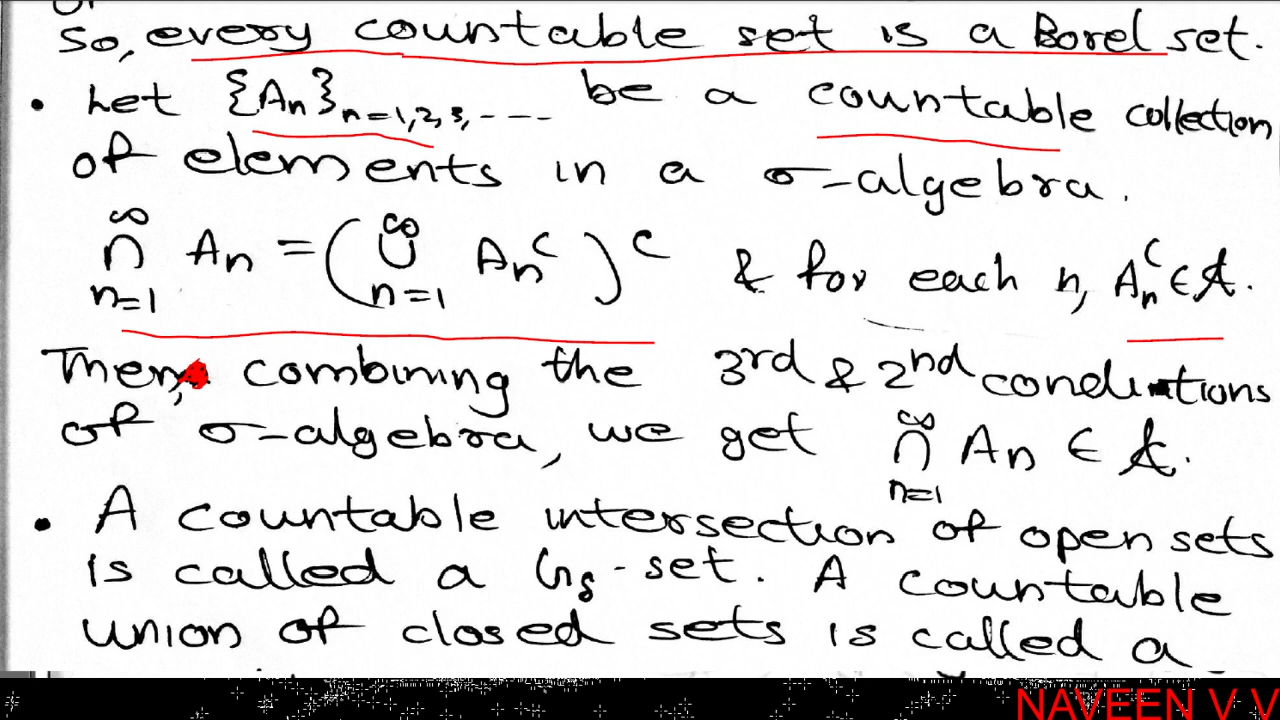 So, every countable set is a Borel set.
• Let {Aₙ}ₙ₌₁,₂,₃,---- be a countable collection
of elements in a σ-algebra.
∞ ∞
∩ Aₙ = ( ∪ Aₙᶜ )ᶜ & for each n, Aₙᶜ ∈ 𝒜.
n=1 n=1
Then, combining the 3rd & 2nd conditions
of σ-algebra, we get ∩ Aₙ ∈ 𝒜.
∞
n=1
• A countable intersection of open sets
is called a Gδ-set. A countable
union of closed sets is called a
NAVEEN V V